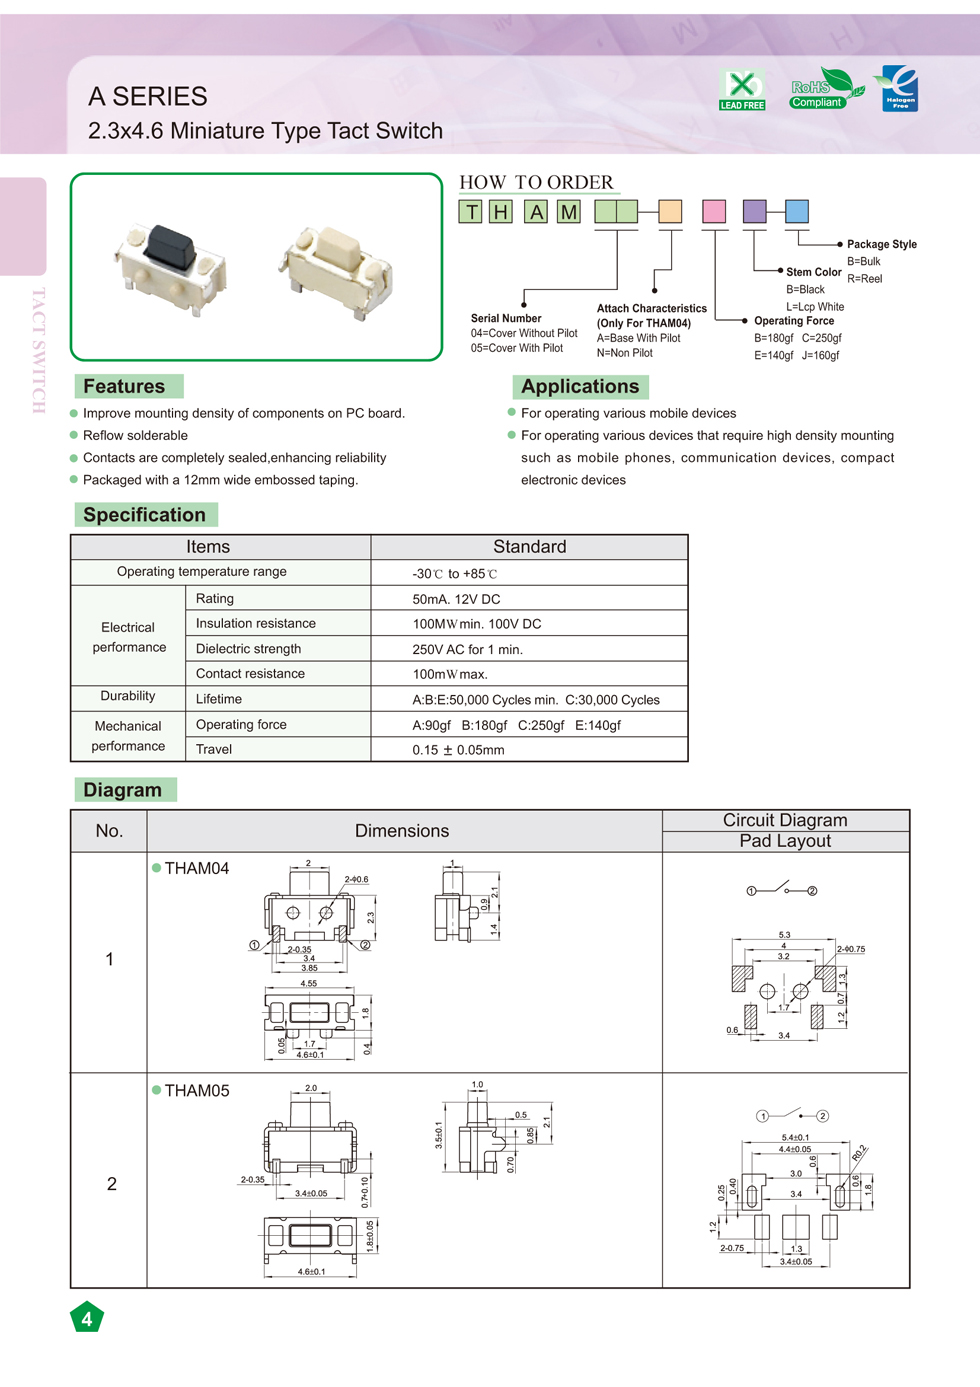 A SERIES
2.3x4.6 Miniature Type Tact Switch
LEAD FREE
RoHS
Compliant
Halogen
Free
TACT SWITCH
HOW TO ORDER
T H A M
Package Style
B=Bulk
R=Reel
Stem Color
B=Black
L=Lcp White
Operating Force
B=180gf C=250gf
E=140gf J=160gf
Attach Characteristics
(Only For THAM04)
A=Base With Pilot
N=Non Pilot
Serial Number
04=Cover Without Pilot
05=Cover With Pilot
Features
Improve mounting density of components on PC board.
Reflow solderable
Contacts are completely sealed,enhancing reliability
Packaged with a 12mm wide embossed taping.
Applications
For operating various mobile devices
For operating various devices that require high density mounting
such as mobile phones, communication devices, compact
electronic devices
Specification
Items Standard
Operating temperature range -30℃ to +85℃
Electrical
performance
Rating 50mA. 12V DC
Insulation resistance 100MW min. 100V DC
Dielectric strength 250V AC for 1 min.
Contact resistance 100mW max.
Durability Lifetime A:B:E:50,000 Cycles min. C:30,000 Cycles
Mechanical
performance
Operating force A:90gf B:180gf C:250gf E:140gf
Travel 0.15 ± 0.05mm
Diagram
No. Dimensions Circuit Diagram
Pad Layout
1
THAM04
2
2-Φ0.6
2.3
① ②
2-0.35
3.4
3.85
4.55
1.8
0.05
1.7
0.4
4.6±0.1
1
2.1
0.9
1.4
① ②
5.3
4
2-Φ0.75
3.2
1.3
0.7
1.7
1.2
0.6
3.4
2
THAM05
2.0
2-0.35
3.4±0.05
0.7+0.10
1.8±0.05
4.6±0.1
1.0
3.5±0.1
0.5
2.1
0.85
0.70
① ②
5.4±0.1
4.4±0.05
R0.2
0.6
3.0
0.6
1.8
0.40
0.25
3.4
1.2
2-0.75
1.3
3.4±0.05
4